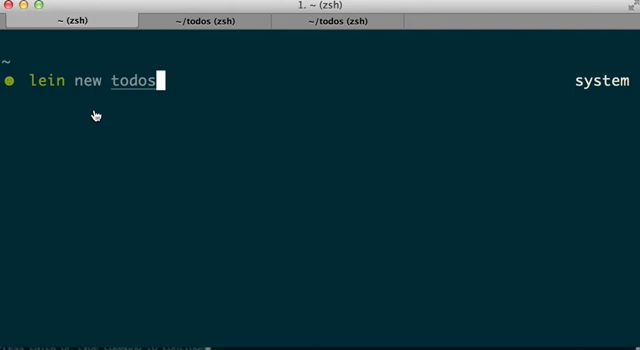 1. ~ (zsh)
~ (zsh)
~/todos (zsh)
~/todos (zsh)
~
lein new todos
system